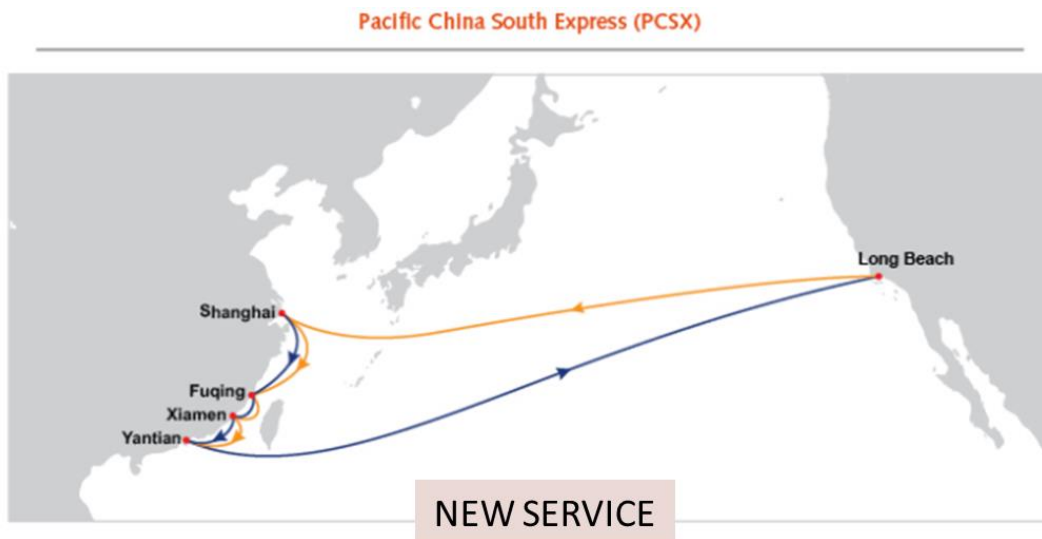 Pacific China South Express (PCSX)
Long Beach
Shanghai
Fuqing
Xiamen
Yantian
NEW SERVICE